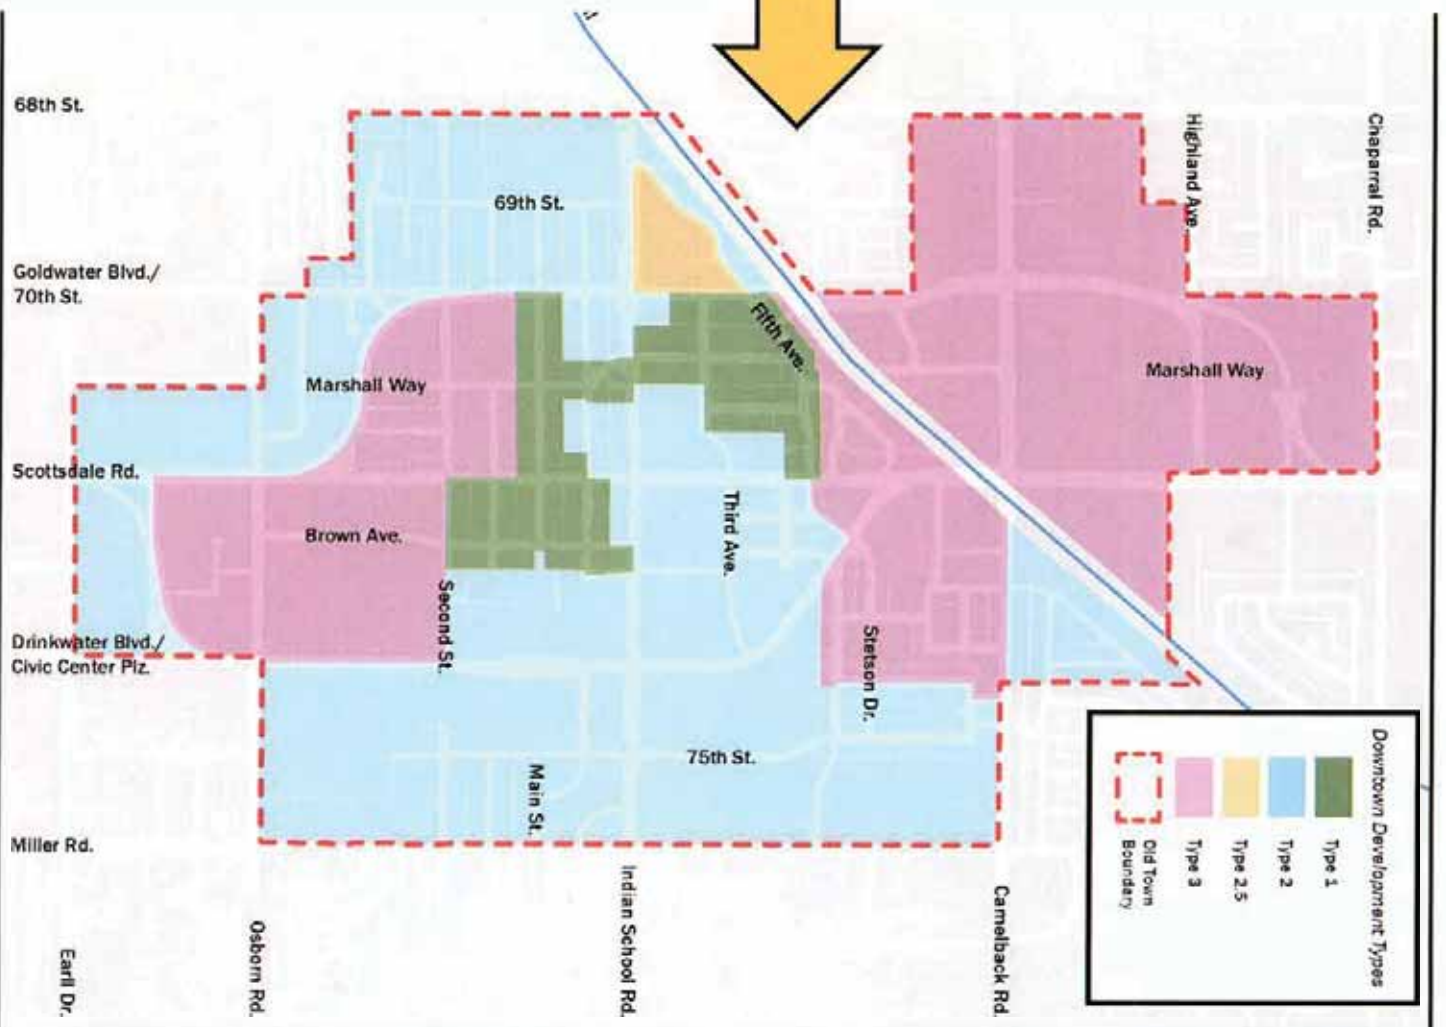 68th St.
Highland Ave.
Chaparral Rd.
69th St.
Goldwater Blvd./
70th St.
Fifth Ave.
Marshall Way
Marshall Way
Scottsdale Rd.
Third Ave.
Brown Ave.
Second St.
Stetson Dr.
Drinkwater Blvd./
Civic Center Plz.
75th St.
Main St.
Miller Rd.
Indian School Rd.
Camelback Rd.
Osborn Rd.
Earll Dr.
Downtown Development Types
Type 1
Type 2
Type 2.5
Type 3
Old Town
Boundary